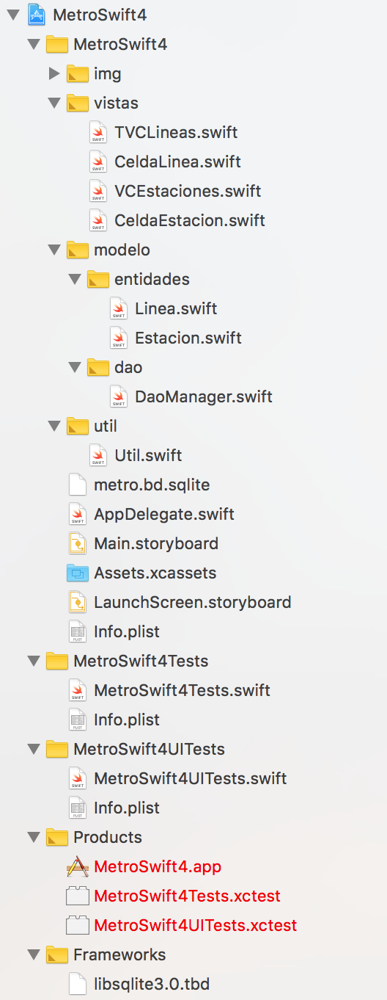 MetroSwift4
MetroSwift4
img
vistas
TVCLineas.swift
CeldaLinea.swift
VCEstaciones.swift
CeldaEstacion.swift
modelo
entidades
Linea.swift
Estacion.swift
dao
DaoManager.swift
util
Util.swift
metro.bd.sqlite
AppDelegate.swift
Main.storyboard
Assets.xcassets
LaunchScreen.storyboard
Info.plist
MetroSwift4Tests
MetroSwift4Tests.swift
Info.plist
MetroSwift4UITests
MetroSwift4UITests.swift
Info.plist
Products
MetroSwift4.app
MetroSwift4Tests.xctest
MetroSwift4UITests.xctest
Frameworks
libsqlite3.0.tbd